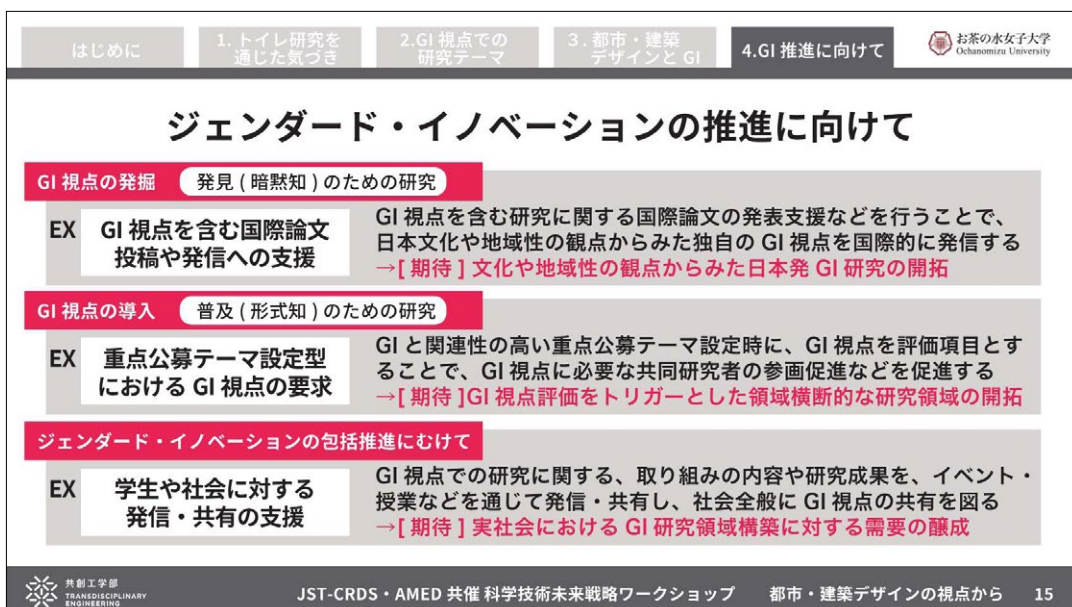 はじめに
1.トイレ研究を
通じた気づき
2.GI 視点での
研究テーマ
3.都市・建築
デザインと GI
4.GI 推進に向けて
お茶の水女子大学
Ochanomizu University
ジェンダード・イノベーションの推進に向けて
GI 視点の発掘 発見 ( 暗黙知 ) のための研究
EX
GI 視点を含む国際論文
投稿や発信への支援
GI 視点を含む研究に関する国際論文の発表支援などを行うことで、
日本文化や地域性の観点からみた独自の GI 視点を国際的に発信する
→[ 期待 ] 文化や地域性の観点からみた日本発 GI 研究の開拓
GI 視点の導入 普及 ( 形式知 ) のための研究
EX
重点公募テーマ設定型
における GI 視点の要求
GI と関連性の高い重点公募テーマ設定時に、GI 視点を評価項目とす
ることで、GI 視点に必要な共同研究者の参画促進などを促進する
→[ 期待 ]GI 視点評価をトリガーとした領域横断的な研究領域の開拓
ジェンダード・イノベーションの包括推進にむけて
EX
学生や社会に対する
発信・共有の支援
GI 視点での研究に関する、取り組みの内容や研究成果を、イベント・
授業などを通じて発信・共有し、社会全般に GI 視点の共有を図る
→[ 期待 ] 実社会における GI 研究領域構築に対する需要の醸成
共創工学部
TRANSDISCIPLINARY
ENGINEERING
JST-CRDS・AMED 共催 科学技術未来戦略ワークショップ 都市・建築デザインの視点から 15